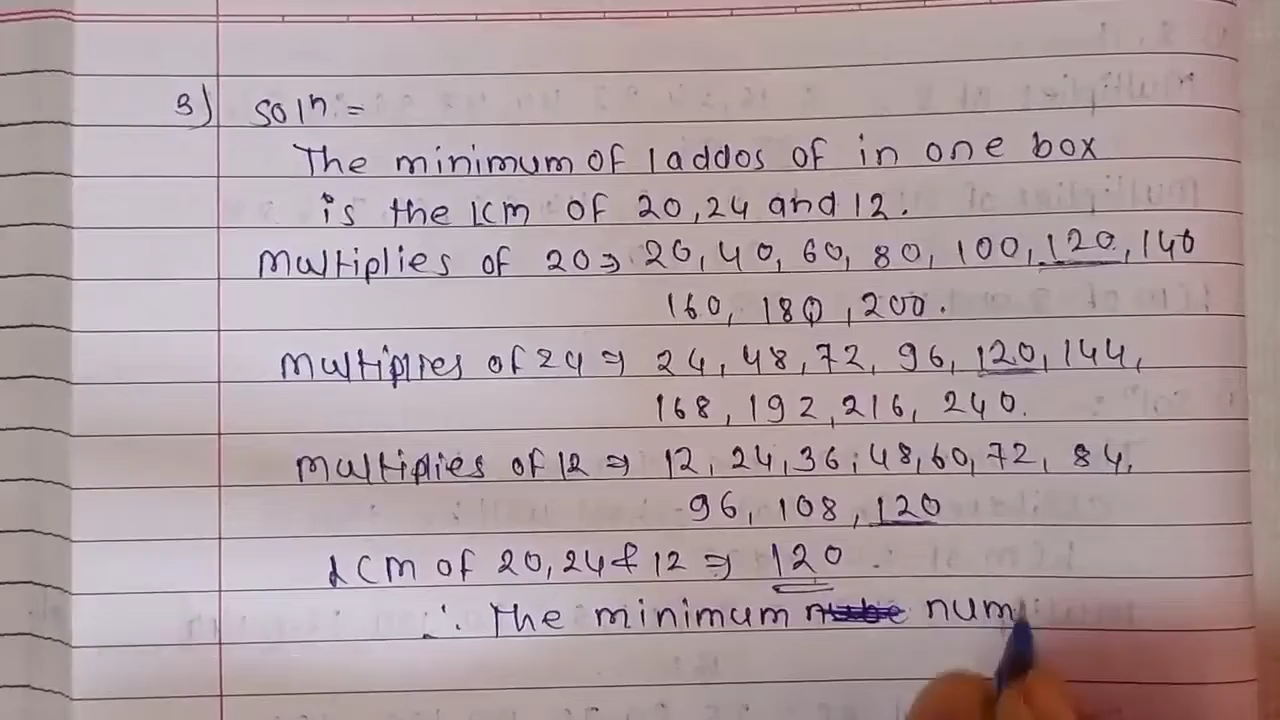 3) Soln =
The minimum of laddos of in one box
is the LCM of 20, 24 and 12.
Multiplies of 20 ⇒ 20, 40, 60, 80, 100, 120, 140
160, 180, 200.
Multiplies of 24 ⇒ 24, 48, 72, 96, 120, 144,
168, 192, 216, 240.
Multiplies of 12 ⇒ 12, 24, 36, 48, 60, 72, 84,
96, 108, 120
LCM of 20, 24 & 12 ⇒ 120
∴ The minimum num